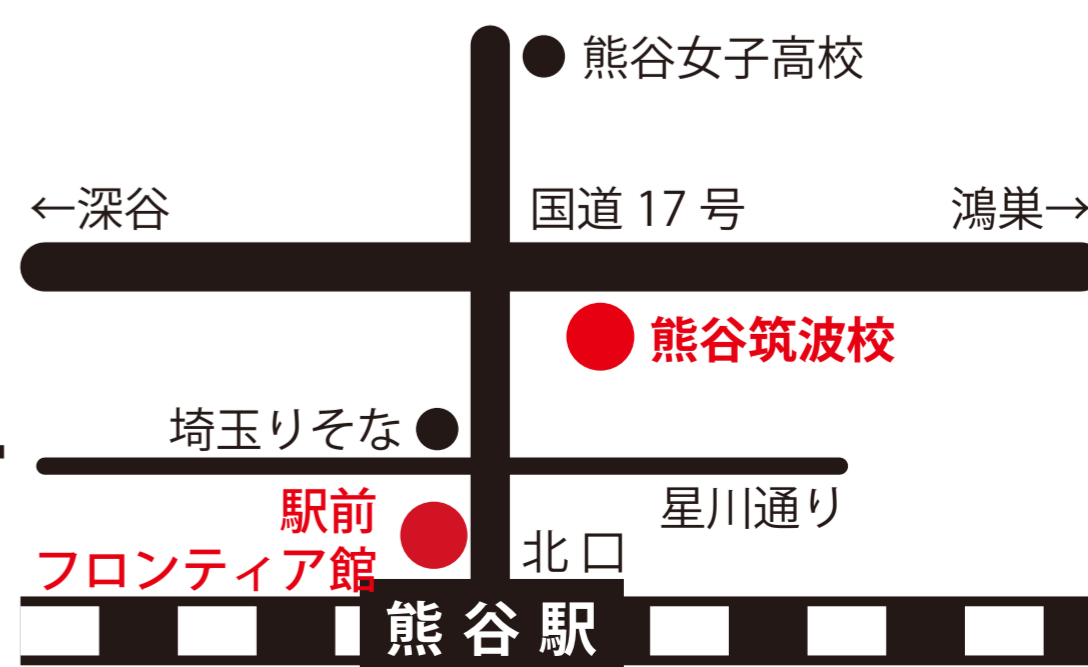 熊谷女子高校
←深谷
国道 17 号
鴻巣→
熊谷筑波校
埼玉りそな
星川通り
駅前
フロンティア館
北 口
熊 谷 駅